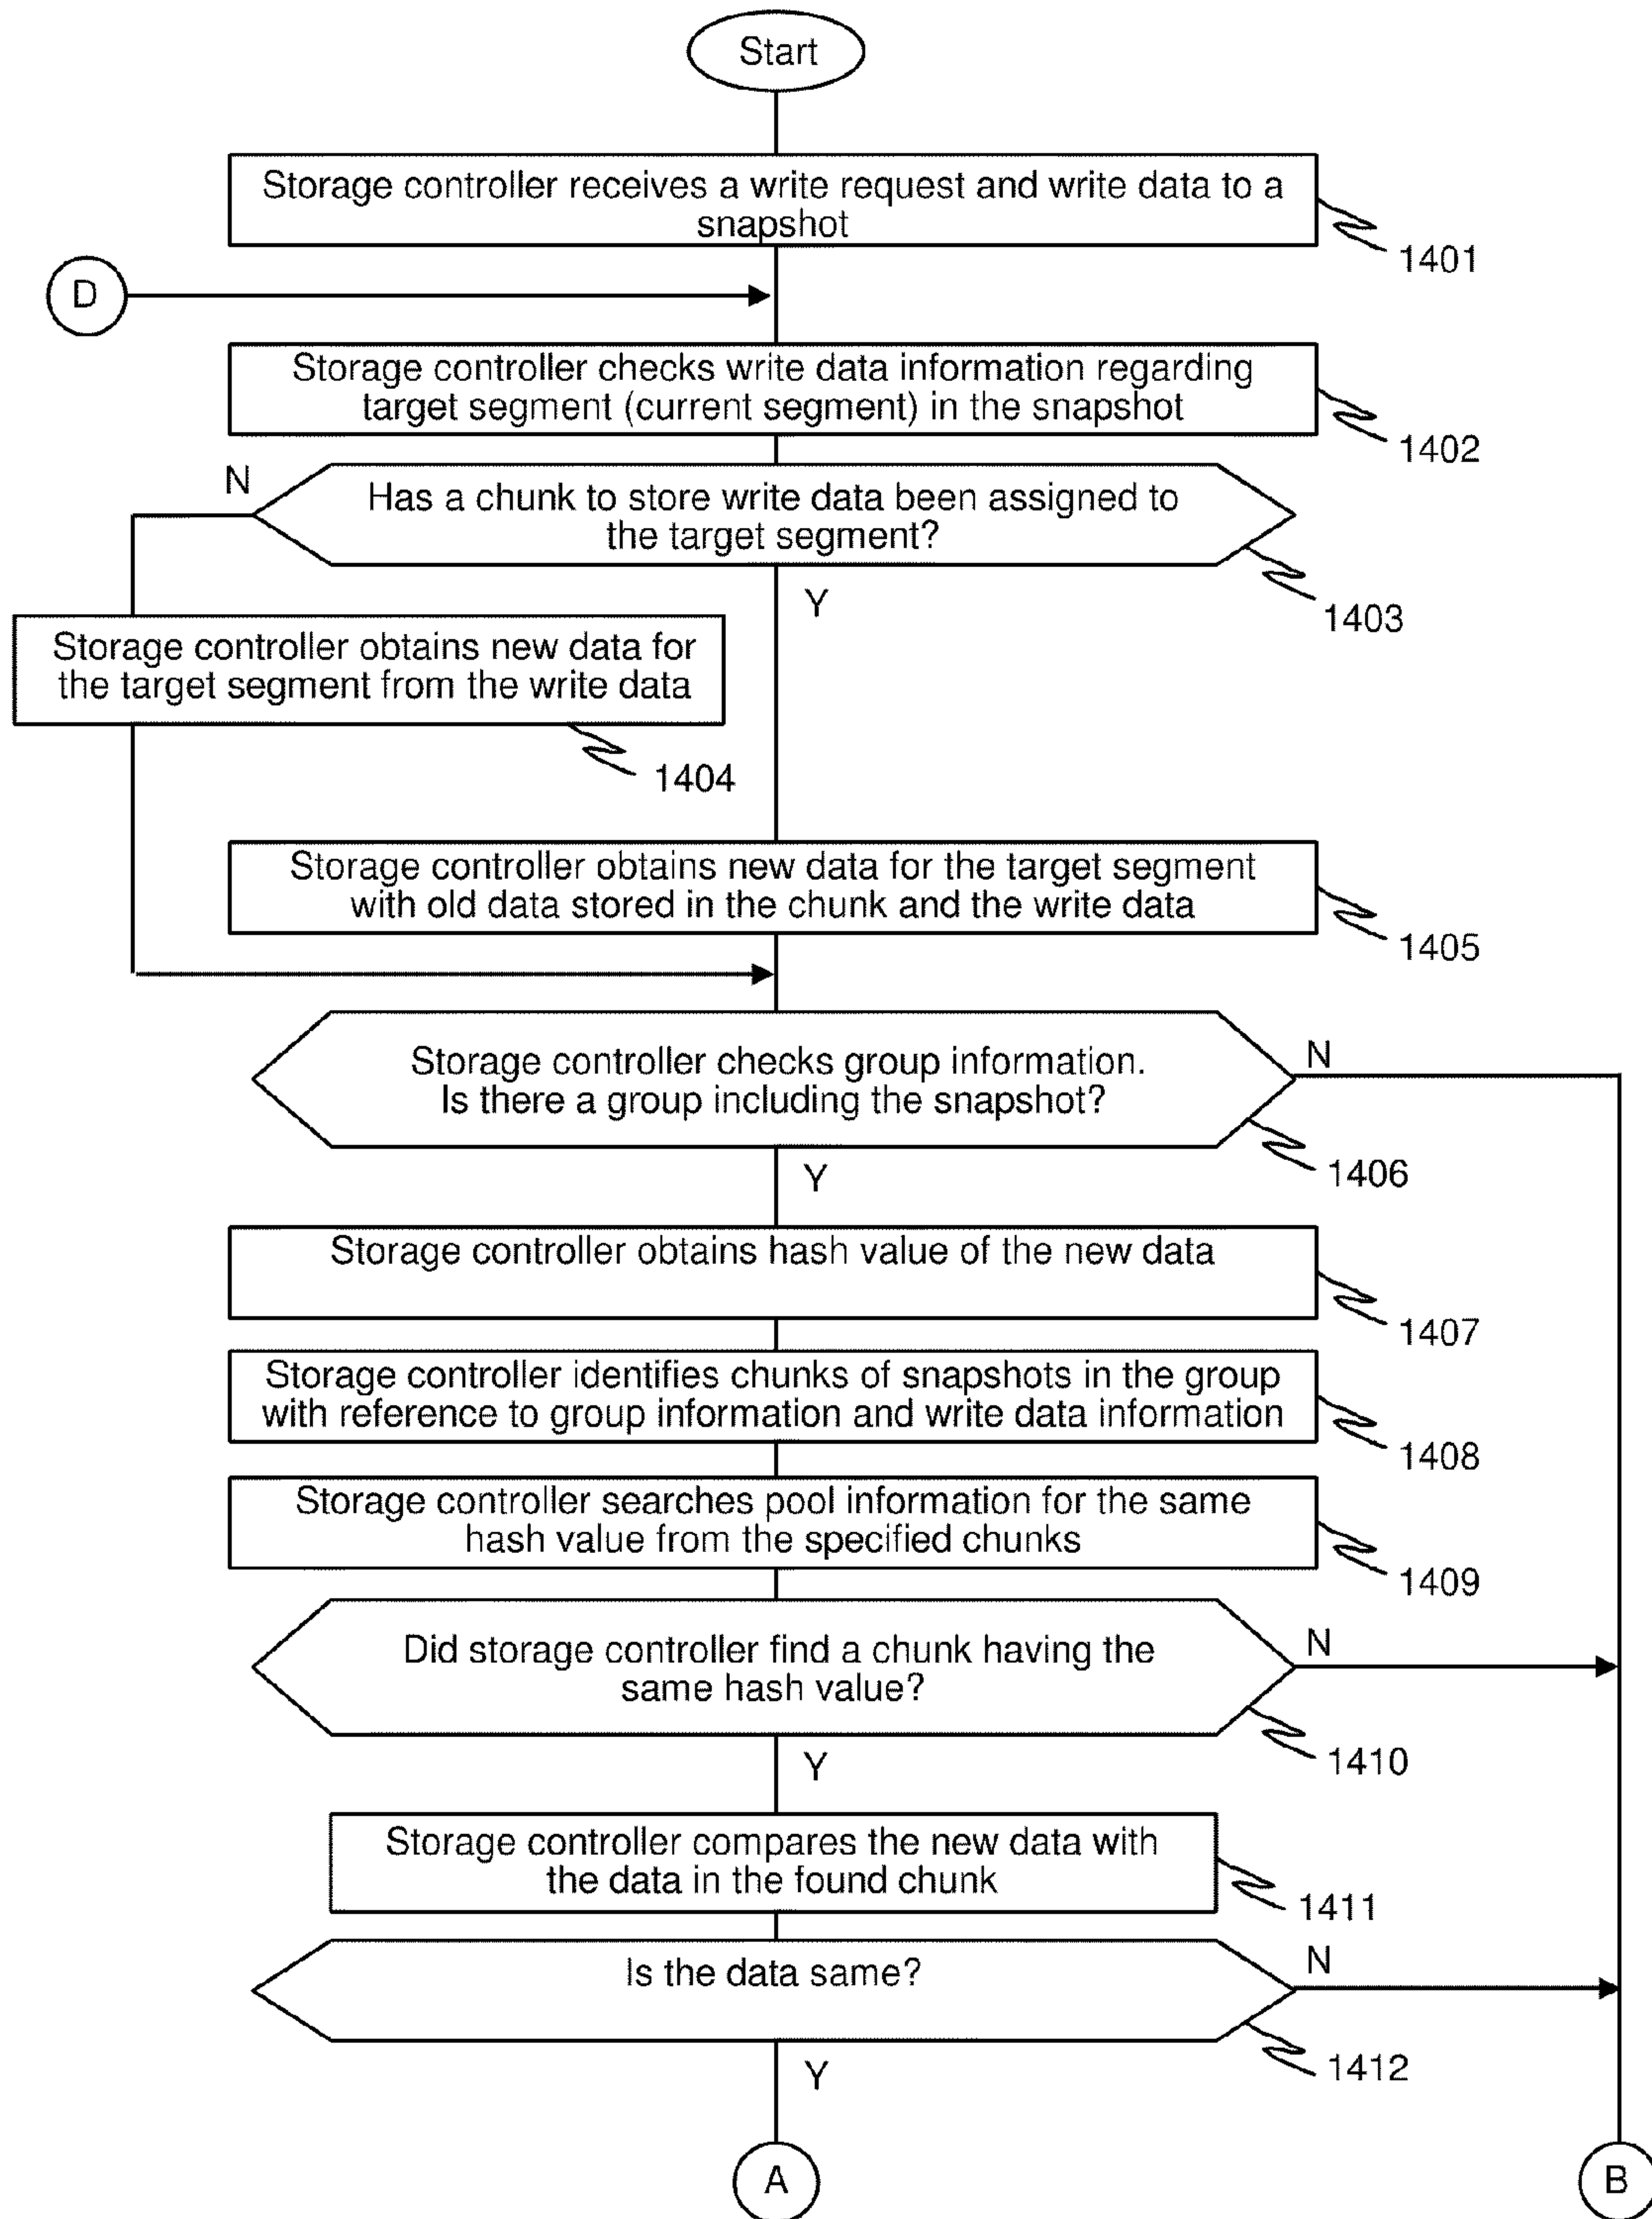 Start
Storage controller receives a write request and write data to a
snapshot
1401
D
Storage controller checks write data information regarding
target segment (current segment) in the snapshot
1402
N
Has a chunk to store write data been assigned to
the target segment?
1403
Y
Storage controller obtains new data for
the target segment from the write data
1404
Storage controller obtains new data for the target segment
with old data stored in the chunk and the write data
1405
Storage controller checks group information.
Is there a group including the snapshot?
N
1406
Y
Storage controller obtains hash value of the new data
1407
Storage controller identifies chunks of snapshots in the group
with reference to group information and write data information
1408
Storage controller searches pool information for the same
hash value from the specified chunks
1409
Did storage controller find a chunk having the
same hash value?
N
1410
Y
Storage controller compares the new data with
the data in the found chunk
1411
Is the data same?
N
1412
Y
A
B